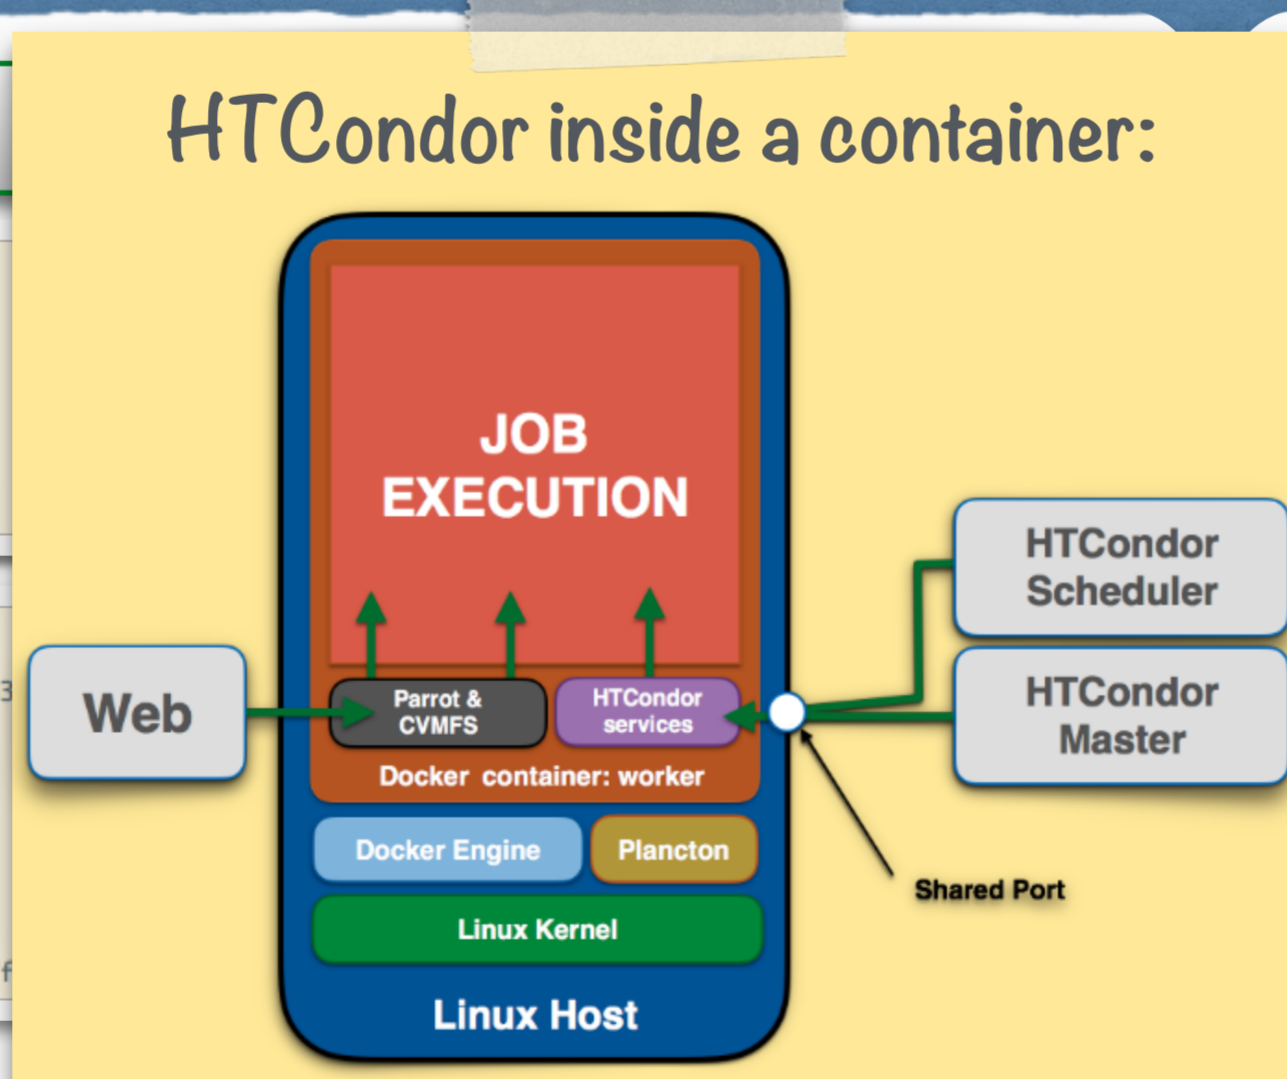 HTCondor inside a container:
JOB
EXECUTION
HTCondor
Scheduler
Web
Parrot &
CVMFS
HTCondor
services
HTCondor
Master
Docker container: worker
Docker Engine
Plancton
Shared Port
Linux Kernel
Linux Host
3
f